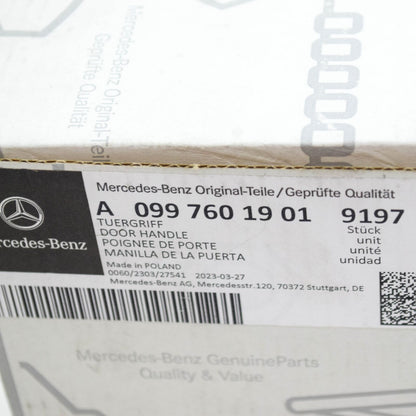 Mercedes-Benz Original-Teile
Geprüfte Qualität
Mercedes-Benz Original-Teile/Geprüfte Qualität
A 099 760 19 01 9197
TUERGRIFF
DOOR HANDLE
POIGNEE DE PORTE
MANILLA DE LA PUERTA
Stück
unit
unité
unidad
rcedes-Benz
Made in POLAND
0060/2303/27541 2023-03-27
Mercedes-Benz AG, Mercedesstr.120, 70372 Stuttgart, DE
Mercedes-Benz GenuineParts
Quality & Value